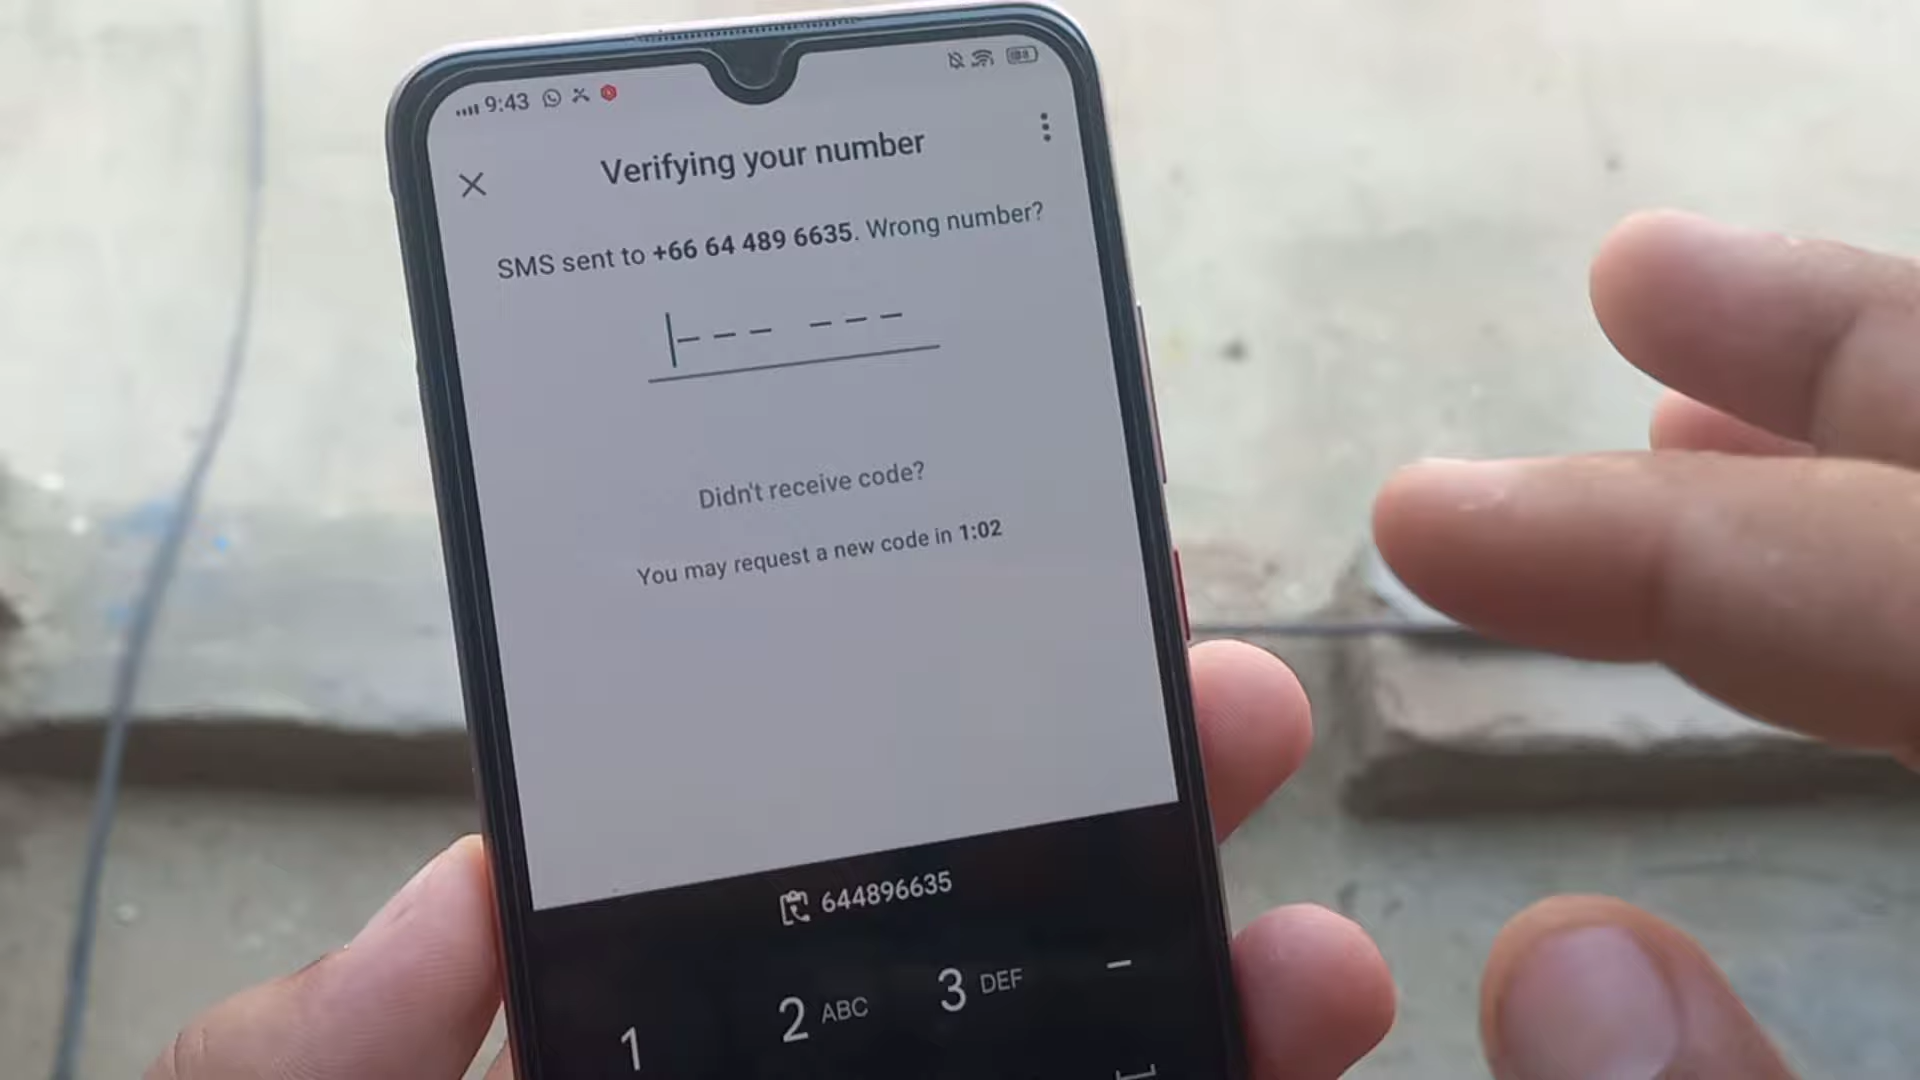 9:43
Verifying your number
SMS sent to +66 64 489 6635. Wrong number?
Didn't receive code?
You may request a new code in 1:02
644896635
1 2 ABC 3 DEF -